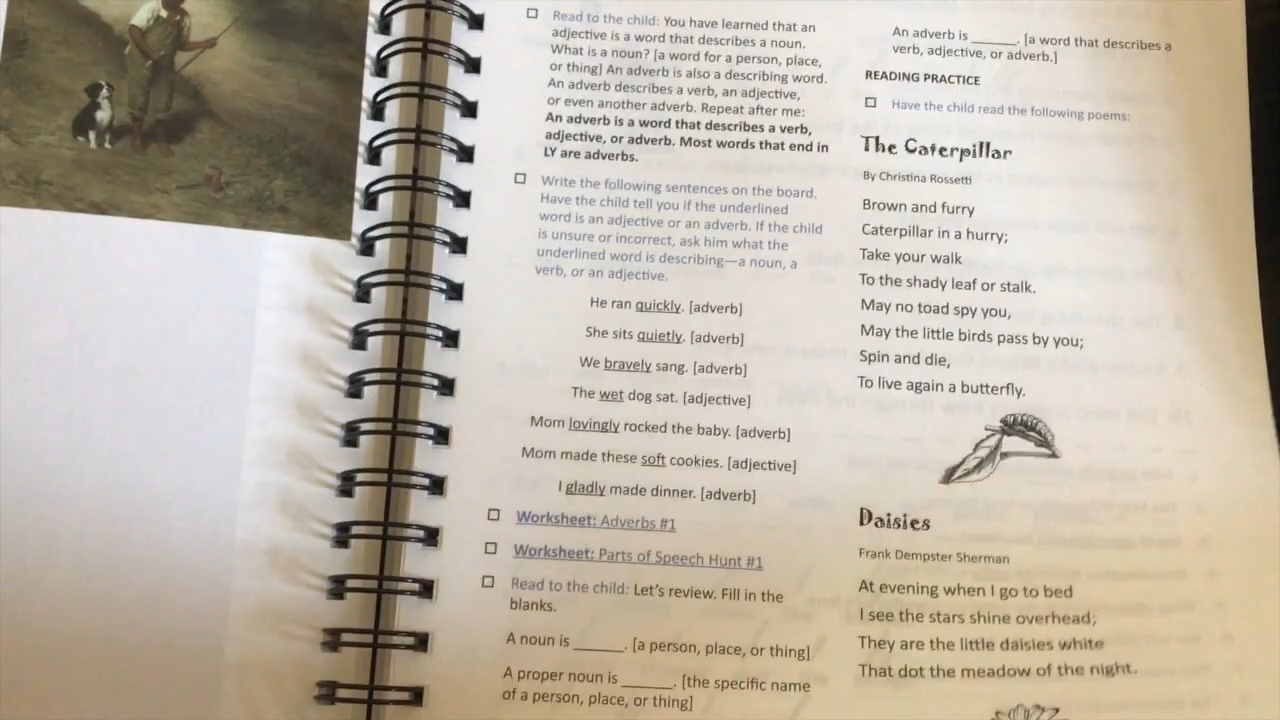 Read to the child: You have learned that an
adjective is a word that describes a noun.
What is a noun? [a word for a person, place,
or thing] An adverb is also a describing word.
An adverb describes a verb, an adjective,
or even another adverb. Repeat after me:
An adverb is a word that describes a verb,
adjective, or adverb. Most words that end in
LY are adverbs.
Write the following sentences on the board.
Have the child tell you if the underlined
word is an adjective or an adverb. If the child
is unsure or incorrect, ask him what the
underlined word is describing—a noun, a
verb, or an adjective.
He ran quickly. [adverb]
She sits quietly. [adverb]
We bravely sang. [adverb]
The wet dog sat. [adjective]
Mom lovingly rocked the baby. [adverb]
Mom made these soft cookies. [adjective]
I gladly made dinner. [adverb]
Worksheet: Adverbs #1
Worksheet: Parts of Speech Hunt #1
Read to the child: Let's review. Fill in the
blanks.
A noun is ______. [a person, place, or thing]
A proper noun is ______. [the specific name
of a person, place, or thing]
An adverb is ______. [a word that describes a
verb, adjective, or adverb.]
READING PRACTICE
Have the child read the following poems:
The Caterpillar
By Christina Rossetti
Brown and furry
Caterpillar in a hurry;
Take your walk
To the shady leaf or stalk.
May no toad spy you,
May the little birds pass by you;
Spin and die,
To live again a butterfly.
Daisies
Frank Dempster Sherman
At evening when I go to bed
I see the stars shine overhead;
They are the little daisies white
That dot the meadow of the night.